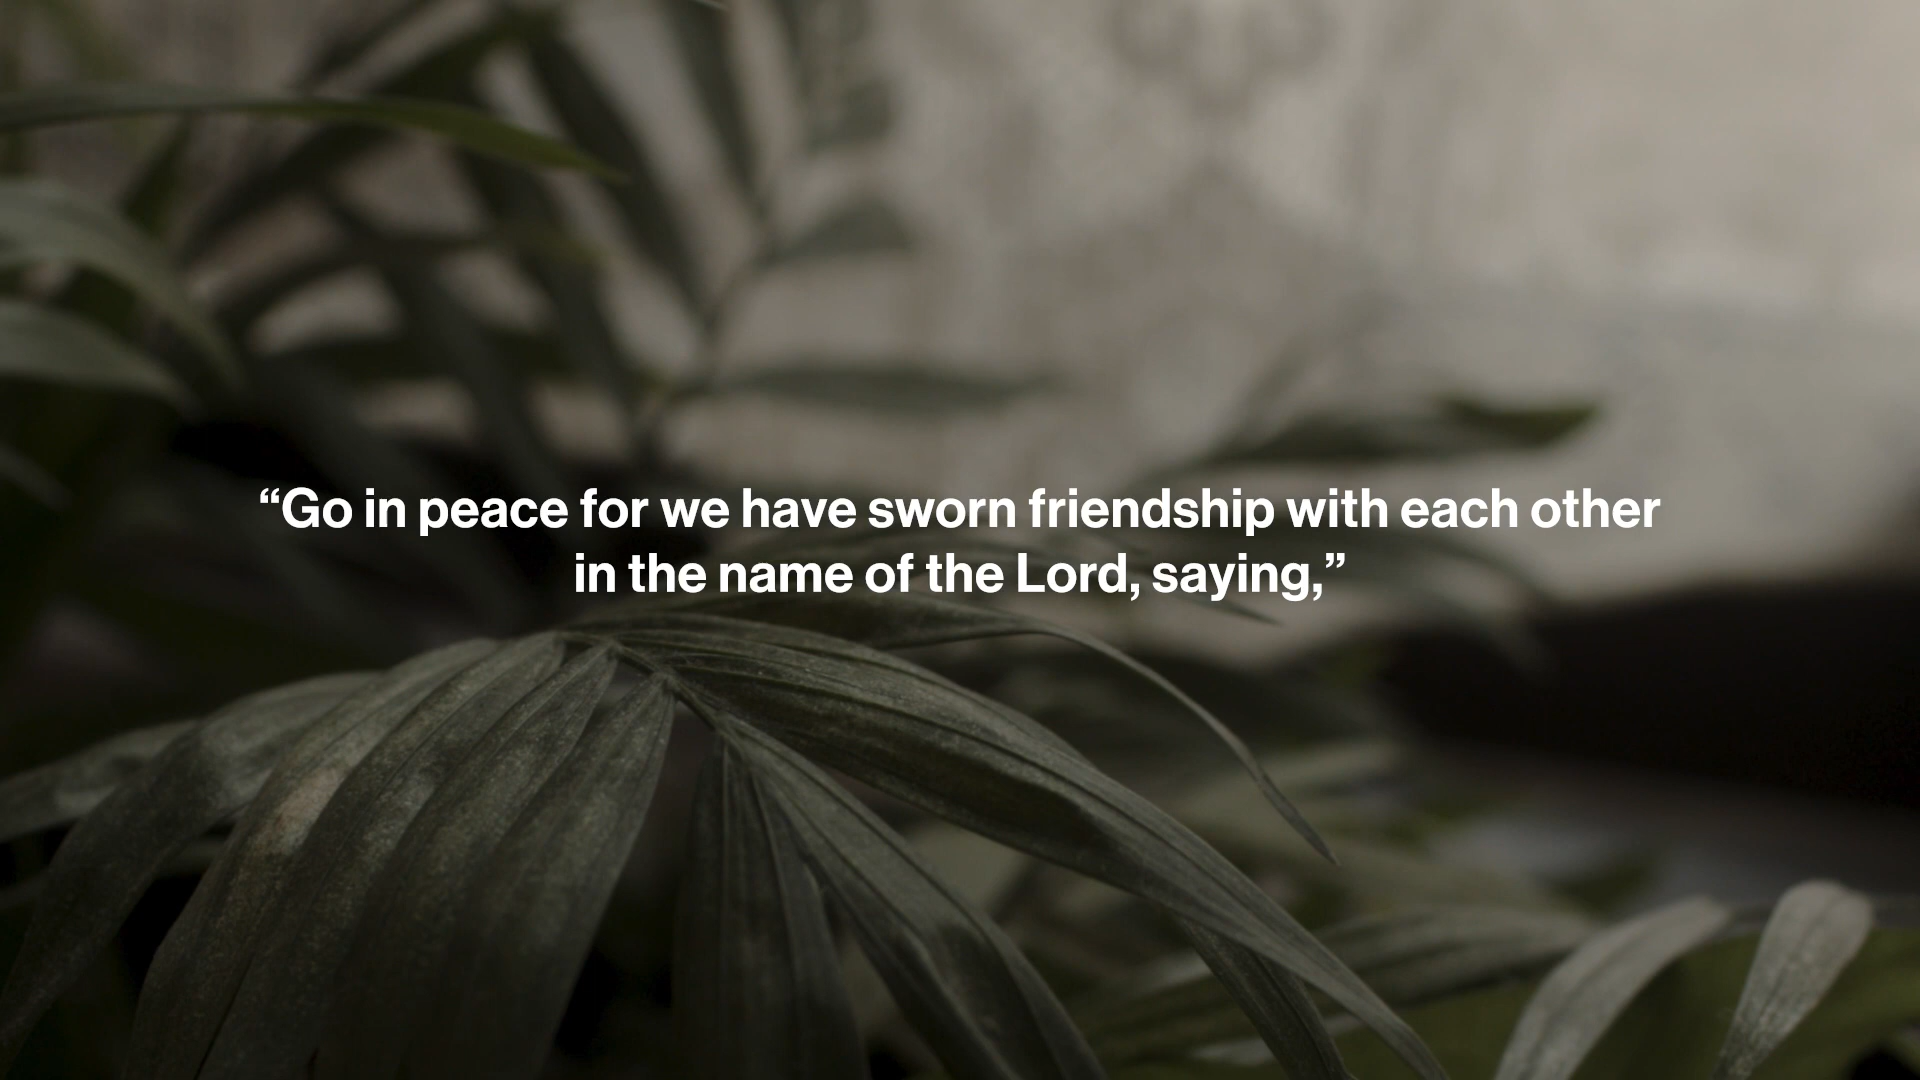 “Go in peace for we have sworn friendship with each other
in the name of the Lord, saying,”